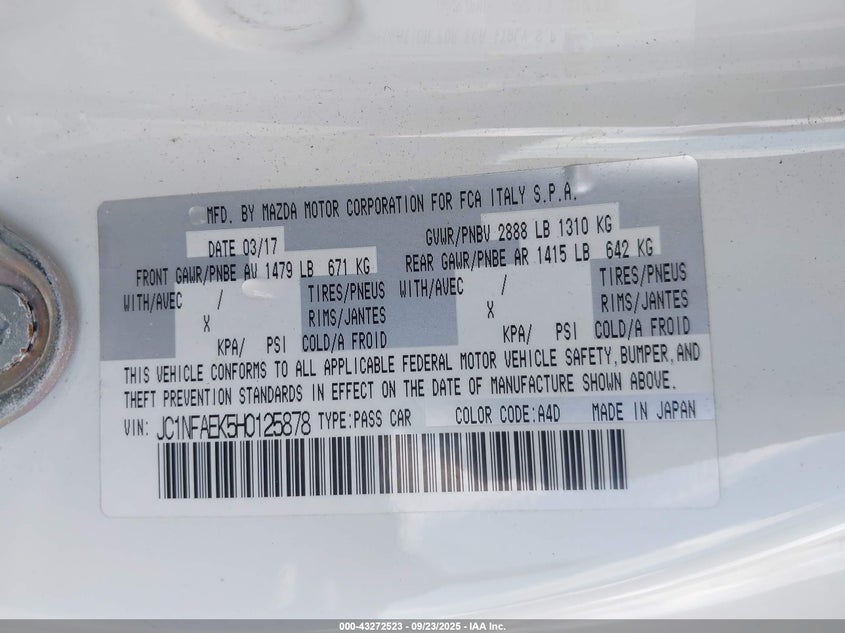 MFD. BY MAZDA MOTOR CORPORATION FOR FCA ITALY S.P.A.
DATE 03/17 GVWR/PNBV 2888 LB 1310 KG
FRONT GAWR/PNBE AV 1479 LB 671 KG REAR GAWR/PNBE AR 1415 LB 642 KG
WITH/AVEC / TIRES/PNEUS WITH/AVEC / TIRES/PNEUS
X RIMS/JANTES X RIMS/JANTES
KPA/ PSI COLD/A FROID KPA/ PSI COLD/A FROID
THIS VEHICLE CONFORMS TO ALL APPLICABLE FEDERAL MOTOR VEHICLE SAFETY, BUMPER, AND
THEFT PREVENTION STANDARDS IN EFFECT ON THE DATE OF MANUFACTURE SHOWN ABOVE.
VIN: JC1NFAEK5H0125878 TYPE:PASS CAR COLOR CODE:A4D MADE IN JAPAN
000-43272523 - 09/23/2025 - IAA Inc.